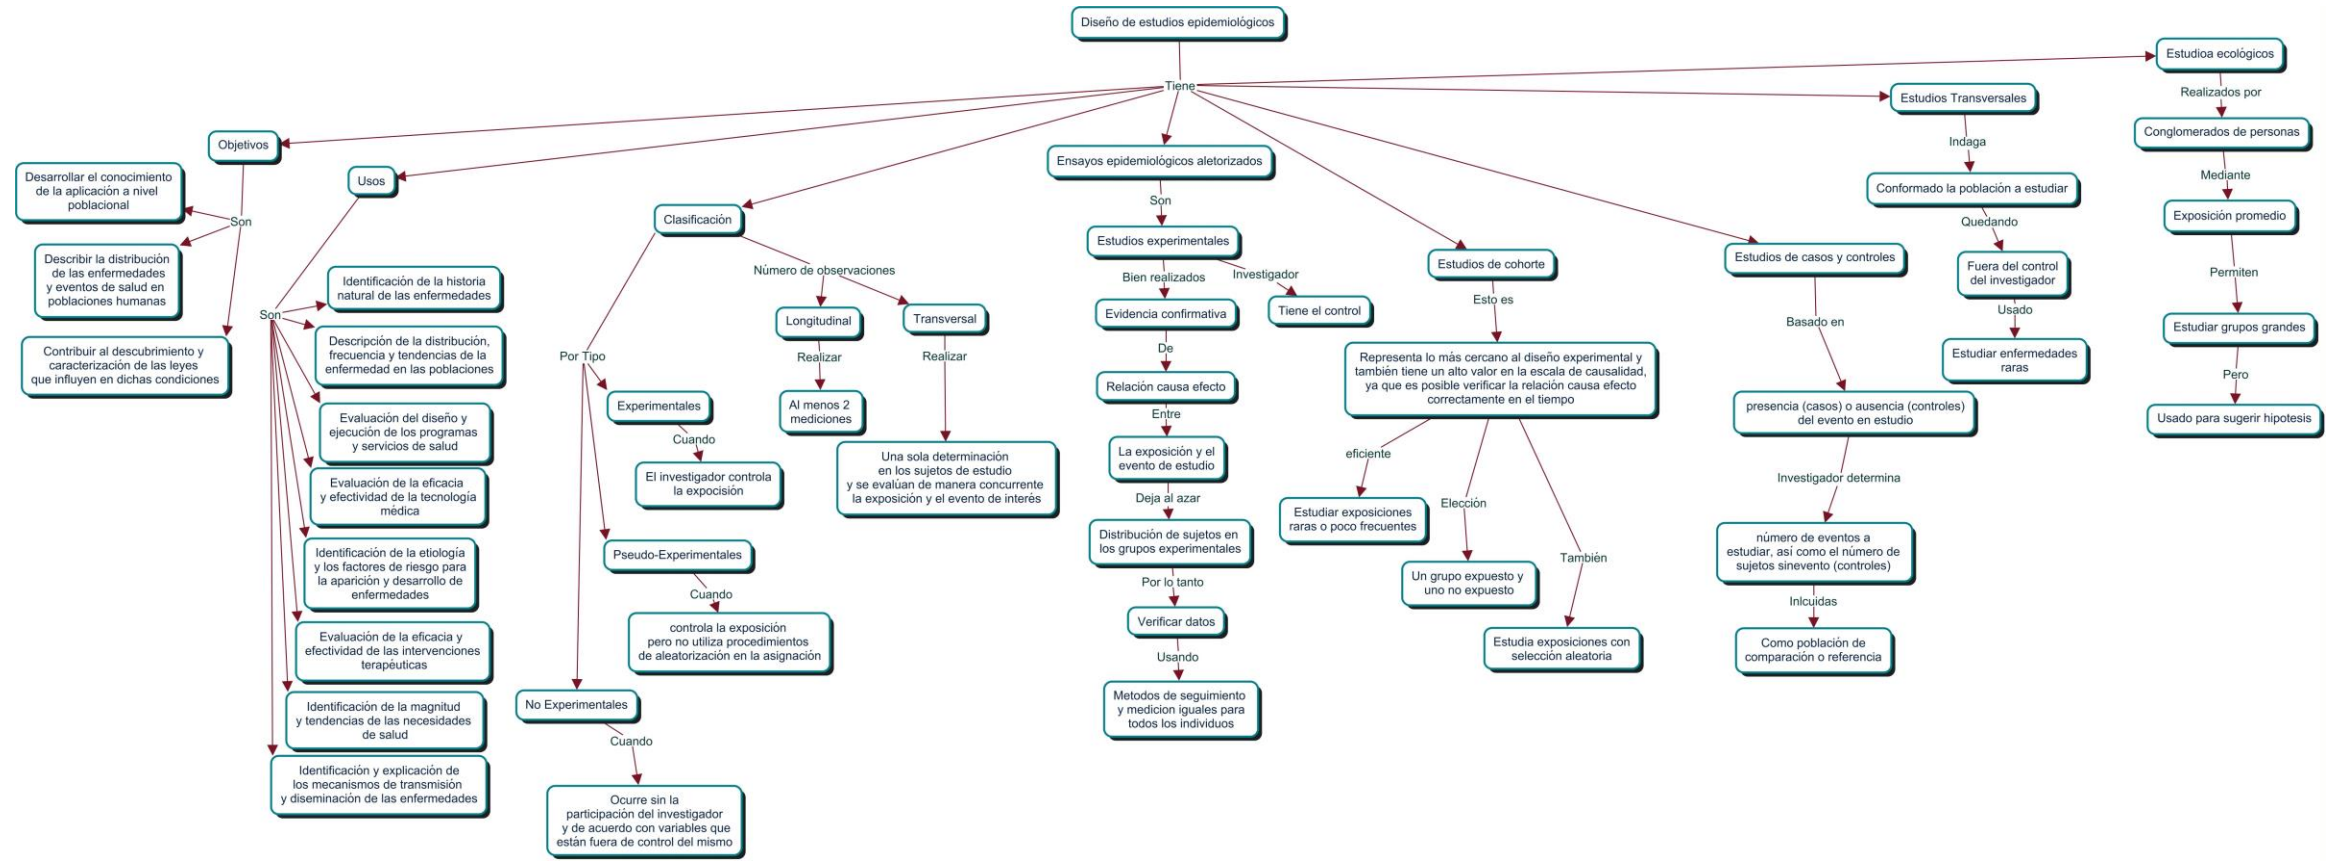 Diseño de estudios epidemiológicos
Tiene
Objetivos
Son
Desarrollar el conocimiento
de la aplicación a nivel
poblacional
Describir la distribución
de las enfermedades
y eventos de salud en
poblaciones humanas
Contribuir al descubrimiento y
caracterización de las leyes
que influyen en dichas condiciones
Usos
Son
Identificación de la historia
natural de las enfermedades
Descripción de la distribución,
frecuencia y tendencias de la
enfermedad en las poblaciones
Evaluación del diseño y
ejecución de los programas
y servicios de salud
Evaluación de la eficacia
y efectividad de la tecnología
médica
Identificación de la etiología
y los factores de riesgo para
la aparición y desarrollo de
enfermedades
Evaluación de la eficacia y
efectividad de las intervenciones
terapéuticas
Identificación de la magnitud
y tendencias de las necesidades
de salud
Identificación y explicación de
los mecanismos de transmisión
y diseminación de las enfermedades
Clasificación
Por Tipo
Experimentales
Cuando
El investigador controla
la expocisión
Pseudo-Experimentales
Cuando
controla la exposición
pero no utiliza procedimientos
de aleatorización en la asignación
No Experimentales
Cuando
Ocurre sin la
participación del investigador
y de acuerdo con variables que
están fuera de control del mismo
Número de observaciones
Longitudinal
Realizar
Al menos 2
mediciones
Transversal
Realizar
Una sola determinación
en los sujetos de estudio
y se evalúan de manera concurrente
la exposición y el evento de interés
Ensayos epidemiológicos aletorizados
Son
Estudios experimentales
Bien realizados
Evidencia confirmativa
De
Relación causa efecto
Entre
La exposición y el
evento de estudio
Deja al azar
Distribución de sujetos en
los grupos experimentales
Por lo tanto
Verificar datos
Usando
Metodos de seguimiento
y medicion iguales para
todos los individuos
Investigador
Tiene el control
Estudios de cohorte
Esto es
Representa lo más cercano al diseño experimental y
también tiene un alto valor en la escala de causalidad,
ya que es posible verificar la relación causa efecto
correctamente en el tiempo
eficiente
Estudiar exposiciones
raras o poco frecuentes
Elección
Un grupo expuesto y
uno no expuesto
También
Estudia exposiciones con
selección aleatoria
Estudios de casos y controles
Basado en
presencia (casos) o ausencia (controles)
del evento en estudio
Investigador determina
número de eventos a
estudiar, así como el número de
sujetos sinevento (controles)
Inlcuidas
Como población de
comparación o referencia
Estudios Transversales
Indaga
Conformado la población a estudiar
Quedando
Fuera del control
del investigador
Usado
Estudiar enfermedades
raras
Estudioa ecológicos
Realizados por
Conglomerados de personas
Mediante
Exposición promedio
Permiten
Estudiar grupos grandes
Pero
Usado para sugerir hipotesis